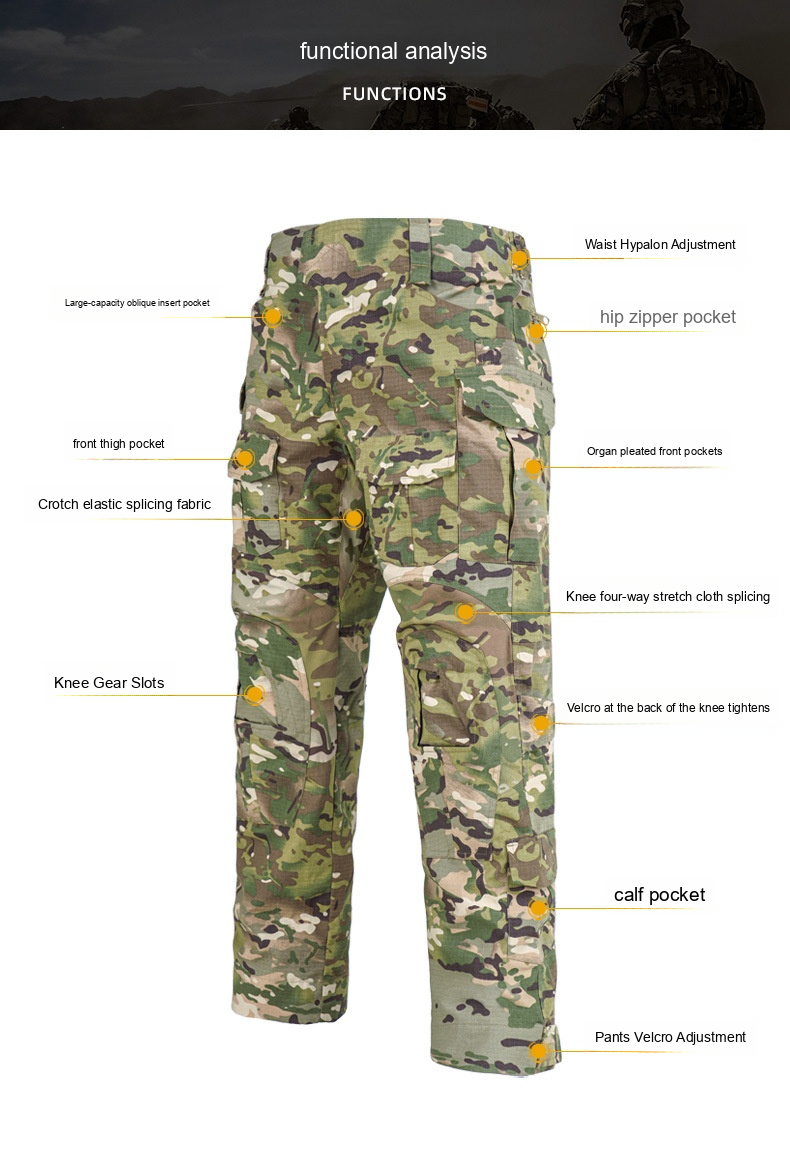 functional analysis
FUNCTIONS
Waist Hypalon Adjustment
Large-capacity oblique insert pocket
hip zipper pocket
front thigh pocket
Organ pleated front pockets
Crotch elastic splicing fabric
Knee four-way stretch cloth splicing
Knee Gear Slots
Velcro at the back of the knee tightens
calf pocket
Pants Velcro Adjustment